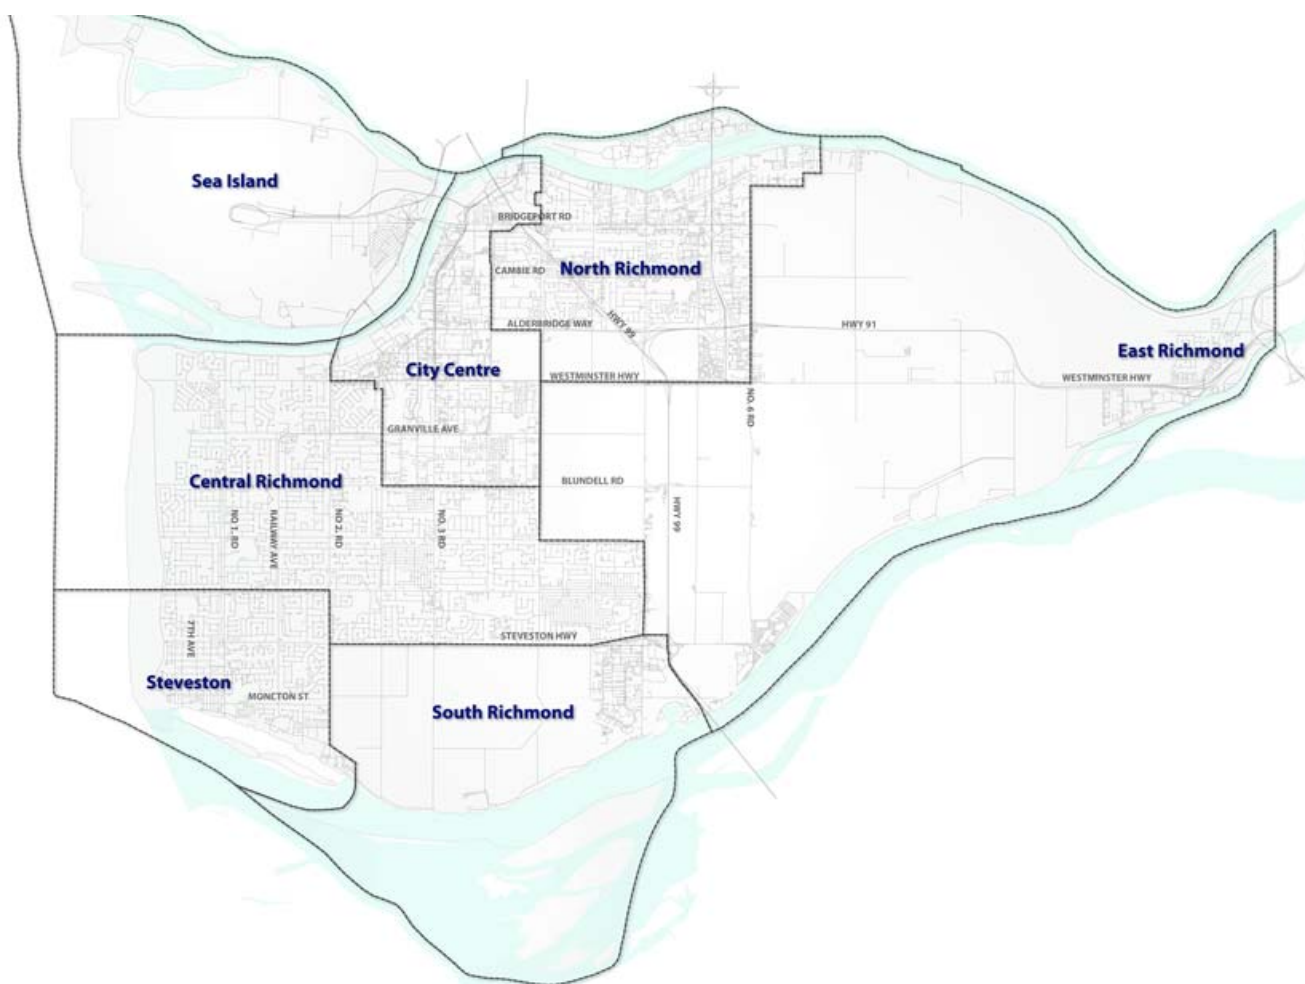 Sea Island
BRIDGEPORT RD
North Richmond
CAMBIE RD
HWY 99
ALDERBRIDGE WAY
HWY 91
East Richmond
City Centre
WESTMINSTER HWY
WESTMINSTER HWY
NO. 6 RD
GRANVILLE AVE
Central Richmond
BLUNDELL RD
NO 1. RD
RAILWAY AVE
NO 2. RD
NO. 3 RD
HWY 99
7TH AVE
STEVESTON HWY
Steveston
MONCTON ST
South Richmond